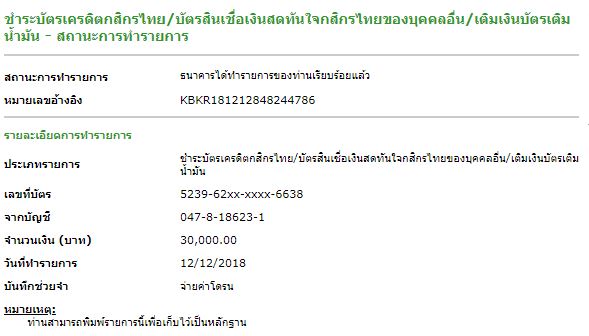 ชำระบัตรเครดิตกสิกรไทย/บัตรสินเชื่อเงินสดทันใจกสิกรไทยของบุคคลอื่น/เติมเงินบัตรเติม
น้ำมัน - สถานะการทำรายการ
สถานะการทำรายการ ธนาคารได้ทำรายการของท่านเรียบร้อยแล้ว
หมายเลขอ้างอิง KBKR181212848244786
รายละเอียดการทำรายการ
ประเภทรายการ ชำระบัตรเครดิตกสิกรไทย/บัตรสินเชื่อเงินสดทันใจกสิกรไทยของบุคคลอื่น/เติมเงินบัตรเติม
น้ำมัน
เลขที่บัตร 5239-62xx-xxxx-6638
จากบัญชี 047-8-18623-1
จำนวนเงิน (บาท) 30,000.00
วันที่ทำรายการ 12/12/2018
บันทึกช่วยจำ จ่ายค่าโดรน
หมายเหตุ:
ท่านสามารถพิมพ์รายการนี้เพื่อเก็บไว้เป็นหลักฐาน